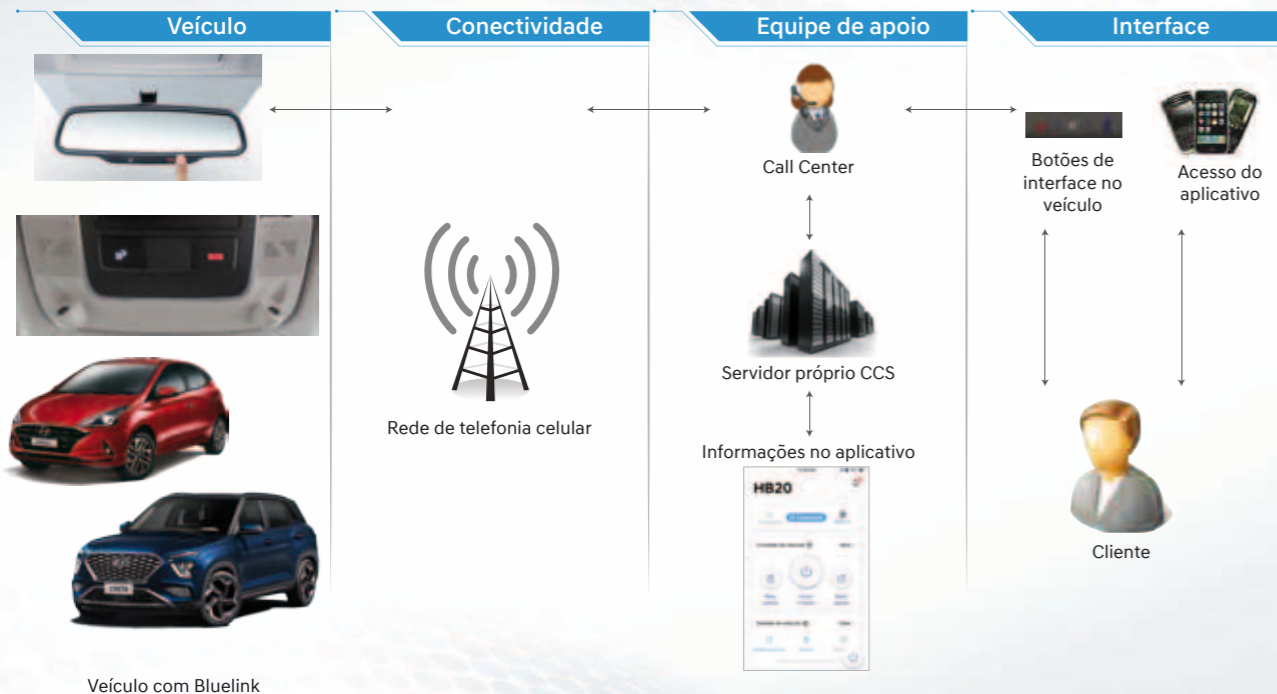 Veículo
Conectividade
Equipe de apoio
Interface
Call Center
Botões de
interface no
veículo
Acesso do
aplicativo
Rede de telefonia celular
Servidor próprio CCS
Informações no aplicativo
HB20
Cliente
Veículo com Bluelink